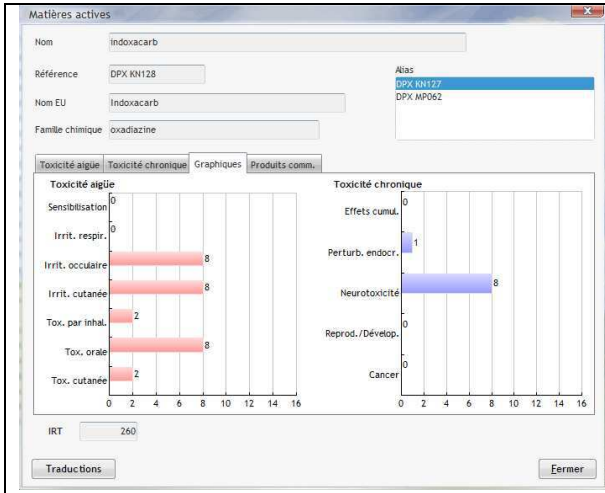 Matières actives
Nom
indoxacarb
Référence
DPX KN128
Alias
DPX KN127
DPX MP062
Nom EU
Indoxacarb
Famille chimique
oxadiazine
Toxicité aigüe
Toxicité chronique
Graphiques
Produits comm.
Toxicité aigüe
Sensibilisation 0
Irrit. respir. 0
Irrit. occulaire 8
Irrit. cutanée 8
Tox. par inhal. 2
Tox. orale 8
Tox. cutanée 2
0 2 4 6 8 10 12 14 16
Toxicité chronique
Effets cumul. 0
Perturb. endocr. 1
Neurotoxicité 8
Reprod./Dévelop. 0
Cancer 0
0 2 4 6 8 10 12 14 16
IRT 260
Traductions
Fermer